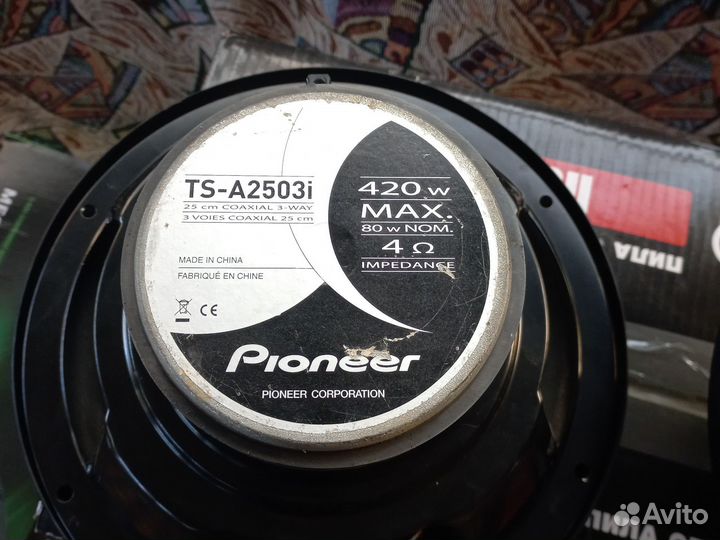 TS-A2503i
25 cm COAXIAL 3-WAY
3 VOIES COAXIAL 25 cm
420 w
MAX.
80 w NOM.
4 Ω
IMPEDANCE
MADE IN CHINA
FABRIQUÉ EN CHINE
CE
Pioneer
PIONEER CORPORATION
ПИЛА
Avito